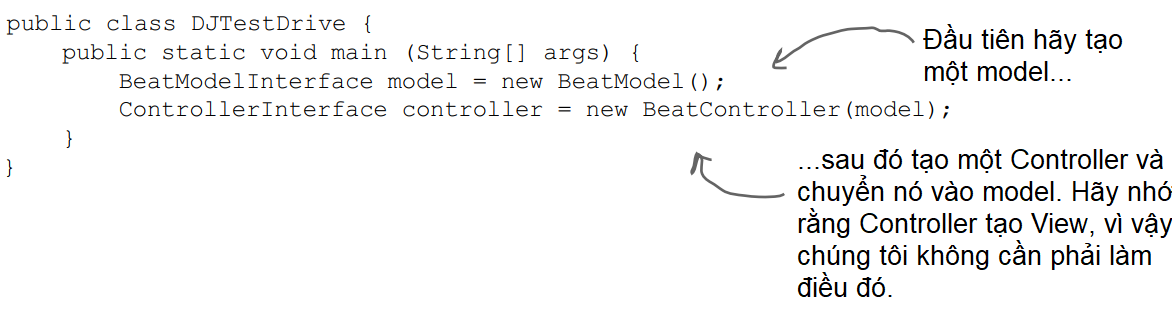 public class DJTestDrive {
public static void main (String[] args) {
BeatModelInterface model = new BeatModel();
ControllerInterface controller = new BeatController(model);
}
}
Đầu tiên hãy tạo
một model...
...sau đó tạo một Controller và
chuyển nó vào model. Hãy nhớ
rằng Controller tạo View, vì vậy
chúng tôi không cần phải làm
điều đó.